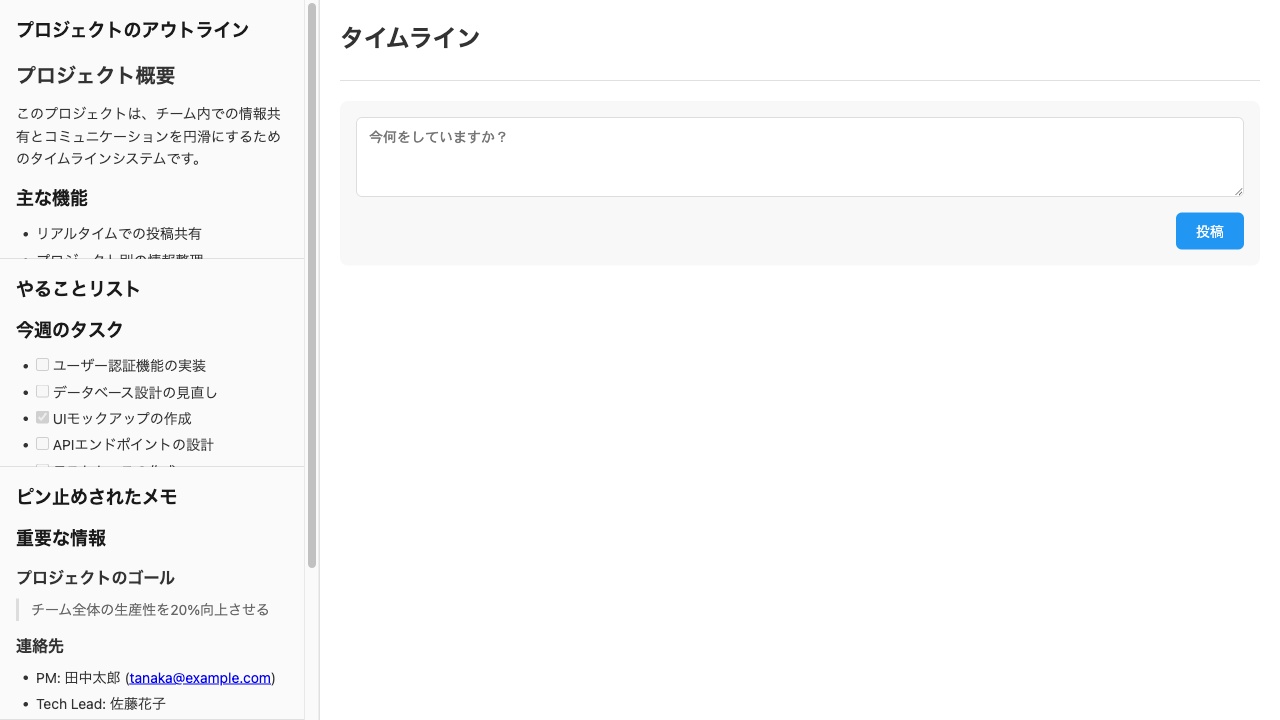 プロジェクトのアウトライン
プロジェクト概要
このプロジェクトは、チーム内での情報共
有とコミュニケーションを円滑にするため
のタイムラインシステムです。
主な機能
• リアルタイムでの投稿共有
やることリスト
今週のタスク
• ユーザー認証機能の実装
• データベース設計の見直し
• UIモックアップの作成
• APIエンドポイントの設計
ピン止めされたメモ
重要な情報
プロジェクトのゴール
チーム全体の生産性を20%向上させる
連絡先
• PM: 田中太郎 (tanaka@example.com)
• Tech Lead: 佐藤花子
タイムライン
今何をしていますか？
投稿